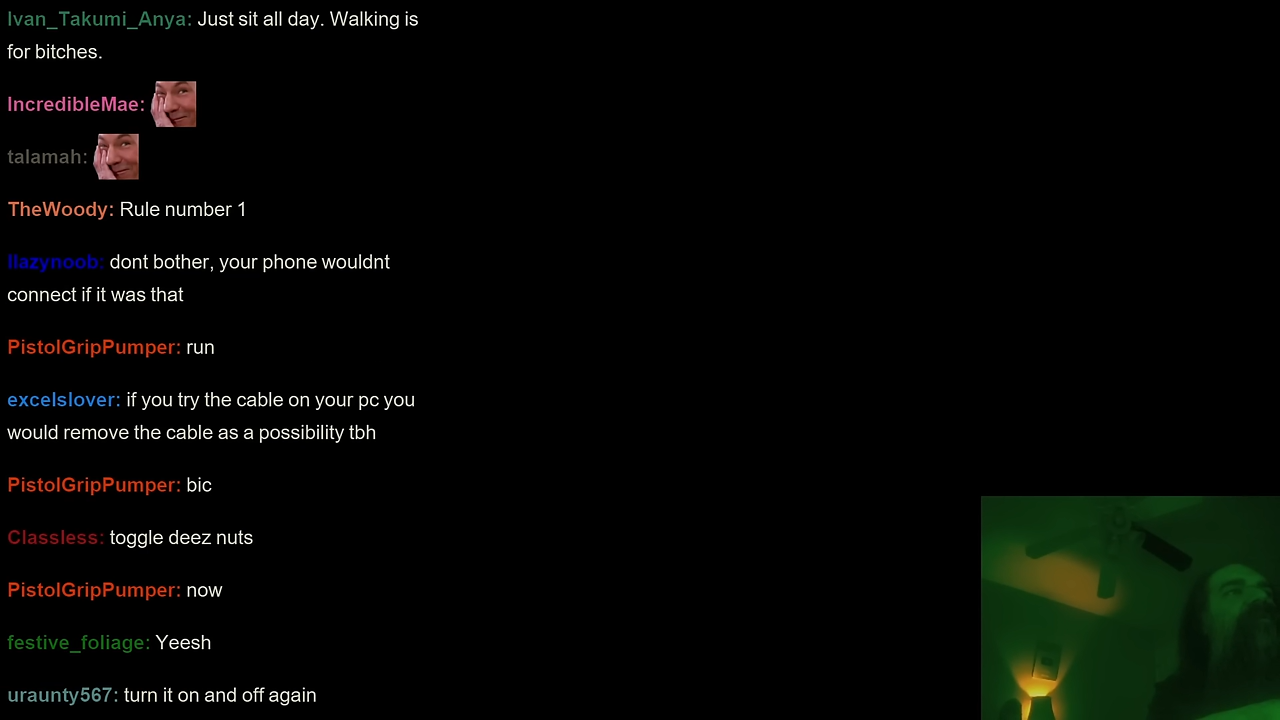 Ivan_Takumi_Anya: Just sit all day. Walking is
for bitches.
IncredibleMae:
talamah:
TheWoody: Rule number 1
llazynoob: dont bother, your phone wouldnt
connect if it was that
PistolGripPumper: run
excelslover: if you try the cable on your pc you
would remove the cable as a possibility tbh
PistolGripPumper: bic
Classless: toggle deez nuts
PistolGripPumper: now
festive_foliage: Yeesh
uraunty567: turn it on and off again